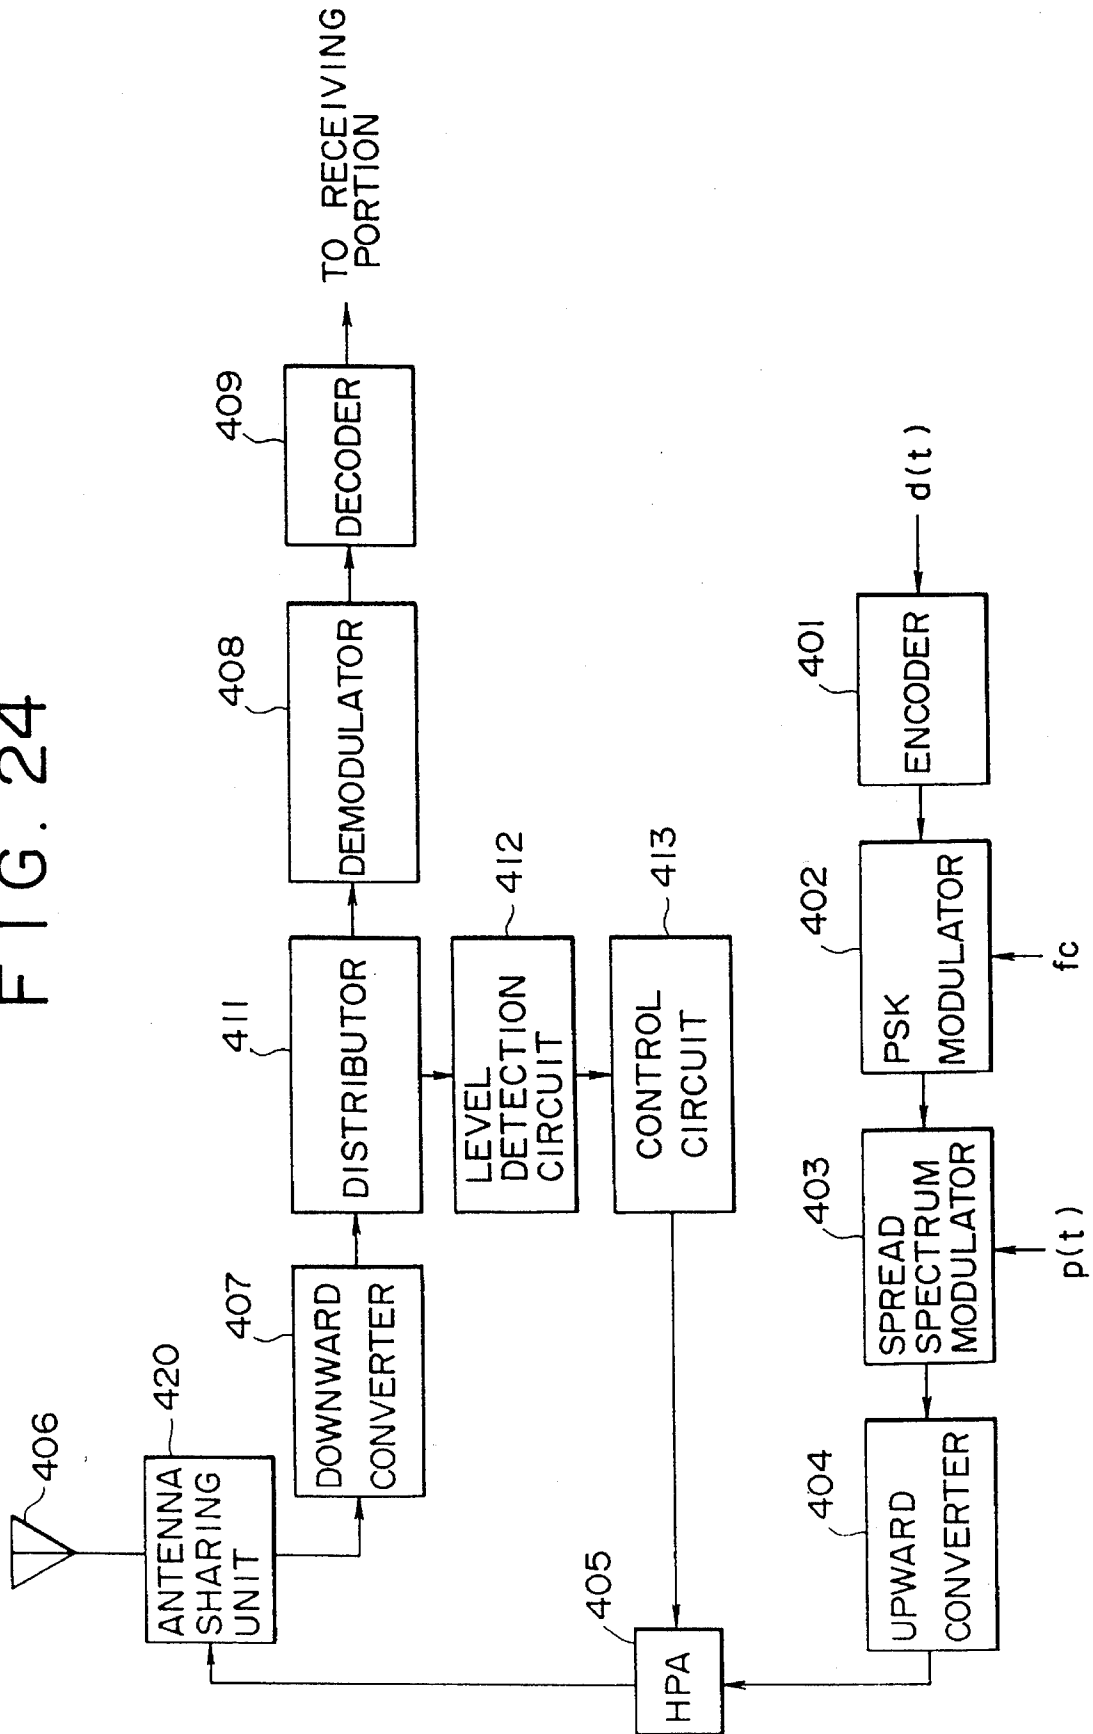 FIG. 24
406
420
ANTENNA
SHARING
UNIT
407
DOWNWARD
CONVERTER
411
DISTRIBUTOR
408
DEMODULATOR
409
DECODER
TO RECEIVING
PORTION
412
LEVEL
DETECTION
CIRCUIT
413
CONTROL
CIRCUIT
405
HPA
404
UPWARD
CONVERTER
403
SPREAD
SPECTRUM
MODULATOR
p(t)
402
PSK
MODULATOR
fc
401
ENCODER
d(t)